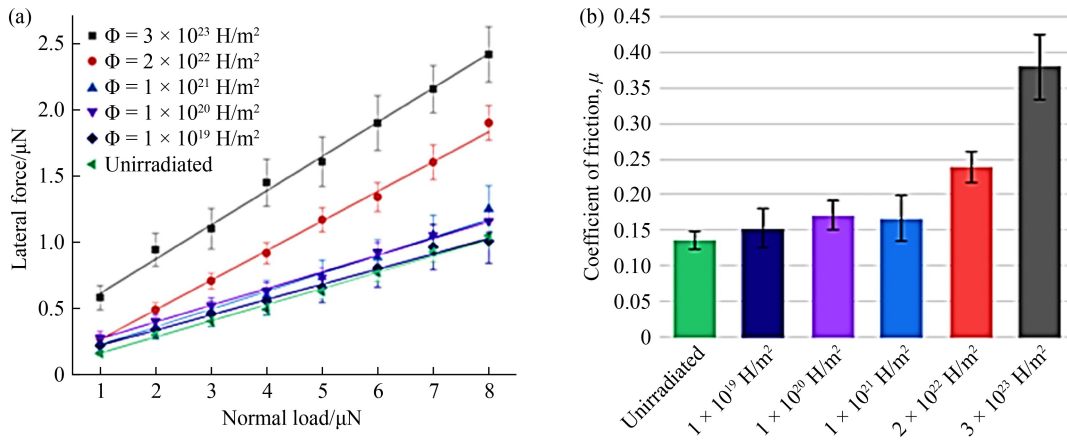 (a)
Φ = 3 × 10²³ H/m²
Φ = 2 × 10²² H/m²
Φ = 1 × 10²¹ H/m²
Φ = 1 × 10²⁰ H/m²
Φ = 1 × 10¹⁹ H/m²
Unirradiated
Lateral force/μN
2.5
2.0
1.5
1.0
0.5
0
1 2 3 4 5 6 7 8
Normal load/μN
(b)
Coefficient of friction, μ
0.45
0.40
0.35
0.30
0.25
0.20
0.15
0.10
0.05
0
Unirradiated
1 × 10¹⁹ H/m²
1 × 10²⁰ H/m²
1 × 10²¹ H/m²
2 × 10²² H/m²
3 × 10²³ H/m²